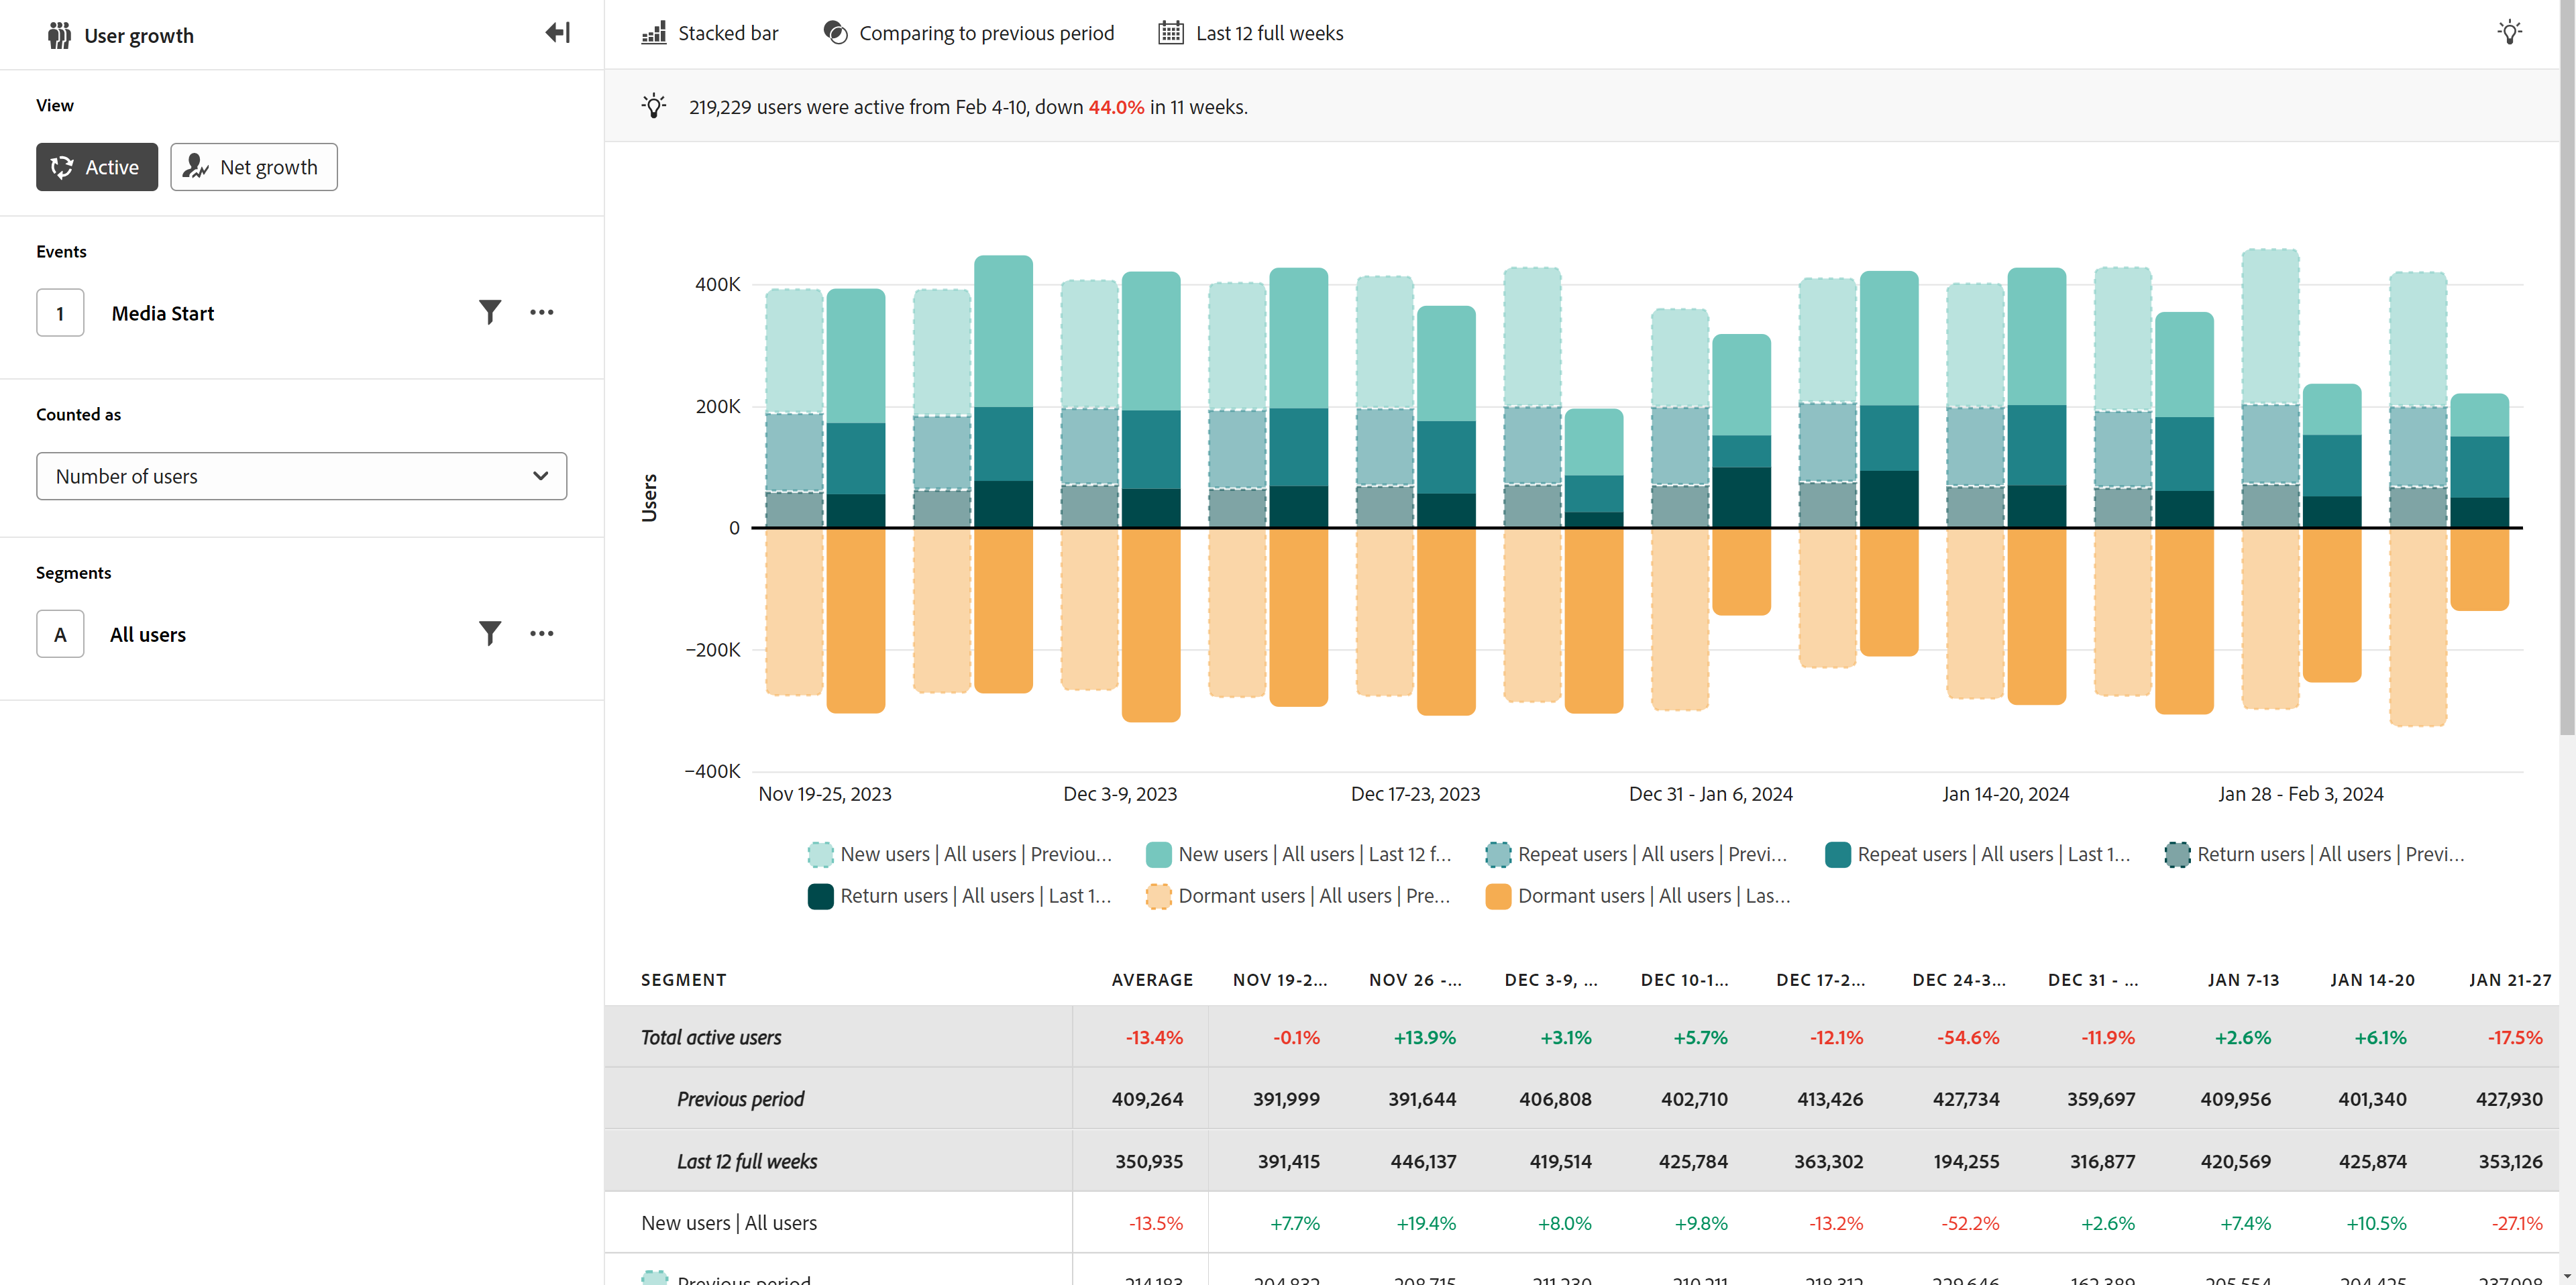 User growth
View
Active
Net growth
Events
1
Media Start
Counted as
Number of users
Segments
A
All users
Stacked bar
Comparing to previous period
Last 12 full weeks
219,229 users were active from Feb 4-10, down 44.0% in 11 weeks.
Users
400K
200K
0
−200K
−400K
Nov 19-25, 2023
Dec 3-9, 2023
Dec 17-23, 2023
Dec 31 - Jan 6, 2024
Jan 14-20, 2024
Jan 28 - Feb 3, 2024
New users | All users | Previou...
New users | All users | Last 12 f...
Repeat users | All users | Previ...
Repeat users | All users | Last 1...
Return users | All users | Previ...
Return users | All users | Last 1...
Dormant users | All users | Pre...
Dormant users | All users | Las...
SEGMENT AVERAGE NOV 19-2... NOV 26 -... DEC 3-9, ... DEC 10-1... DEC 17-2... DEC 24-3... DEC 31 - ... JAN 7-13 JAN 14-20 JAN 21-27
Total active users -13.4% -0.1% +13.9% +3.1% +5.7% -12.1% -54.6% -11.9% +2.6% +6.1% -17.5%
Previous period 409,264 391,999 391,644 406,808 402,710 413,426 427,734 359,697 409,956 401,340 427,930
Last 12 full weeks 350,935 391,415 446,137 419,514 425,784 363,302 194,255 316,877 420,569 425,874 353,126
New users | All users -13.5% +7.7% +19.4% +8.0% +9.8% -13.2% -52.2% +2.6% +7.4% +10.5% -27.1%
Previous period